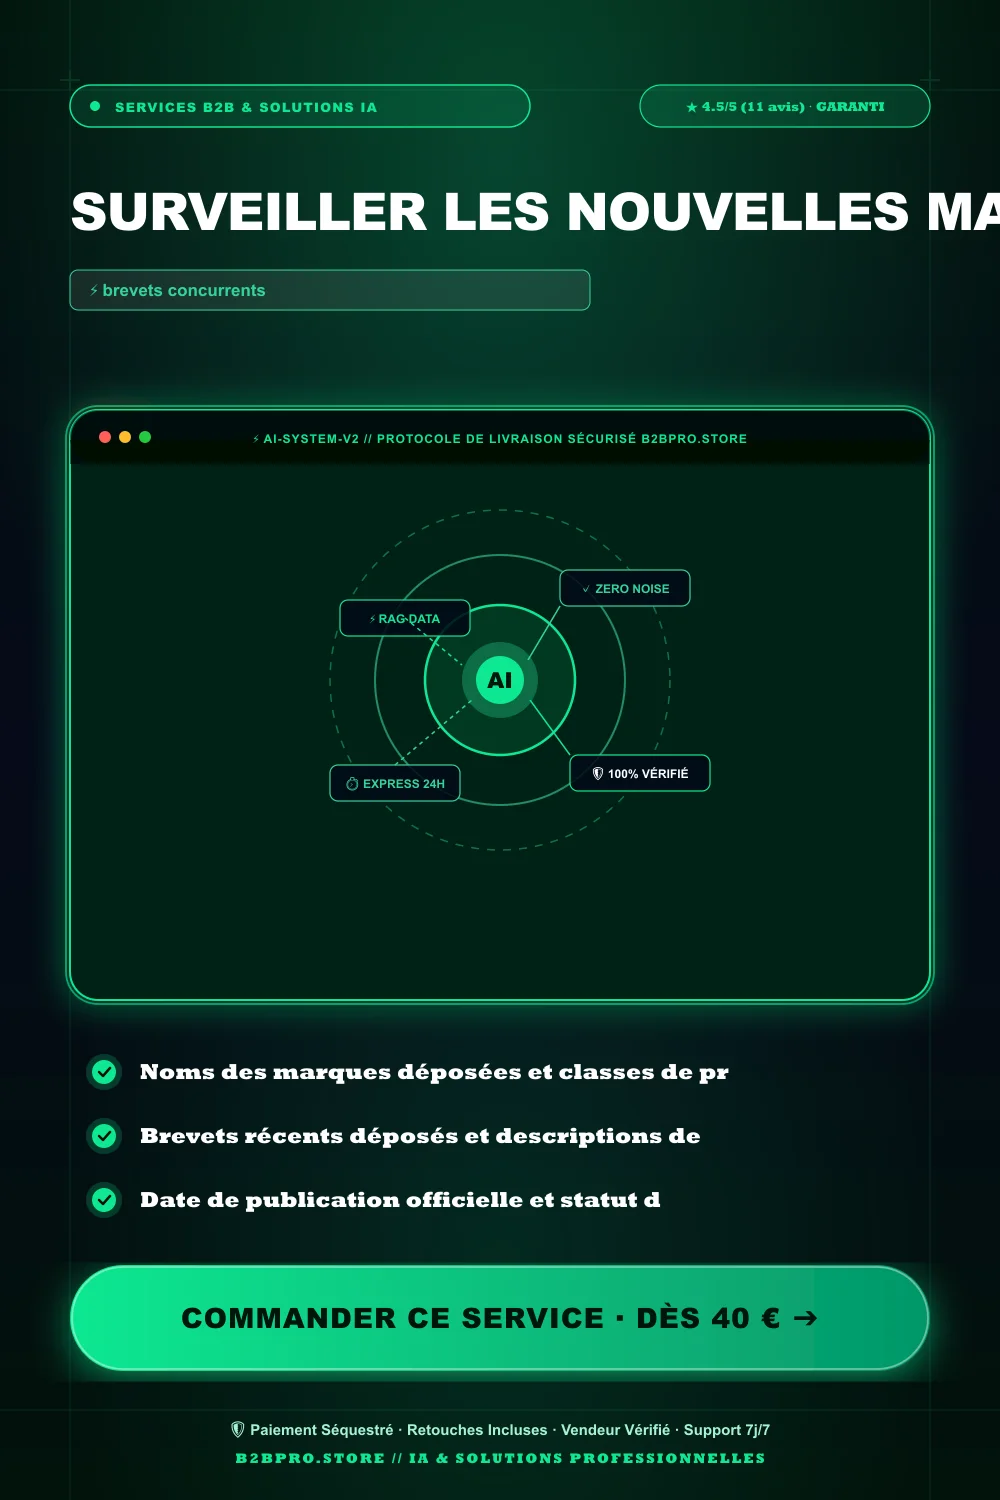 SERVICES B2B & SOLUTIONS IA
★ 4.5/5 (11 avis) · GARANTI
SURVEILLER LES NOUVELLES MA
⚡ brevets concurrents
⚡ AI-SYSTEM-V2 // PROTOCOLE DE LIVRAISON SÉCURISÉ B2BPRO.STORE
✓ ZERO NOISE
⚡ RAG DATA
AI
⏱ EXPRESS 24H
🛡 100% VÉRIFIÉ
Noms des marques déposées et classes de pr
Brevets récents déposés et descriptions de
Date de publication officielle et statut d
COMMANDER CE SERVICE · DÈS 40 € ➔
🛡 Paiement Séquestré · Retouches Incluses · Vendeur Vérifié · Support 7j/7
B2BPRO.STORE // IA & SOLUTIONS PROFESSIONNELLES